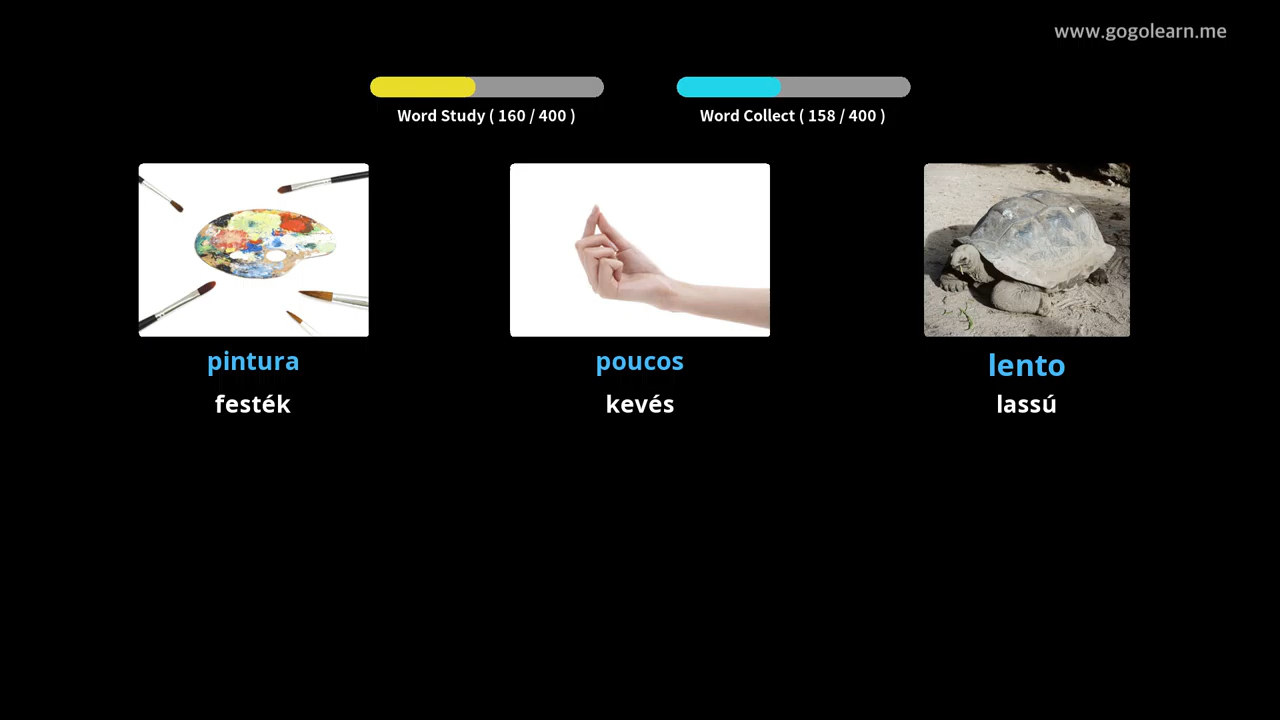 www.gogolearn.me
Word Study ( 160 / 400 )
Word Collect ( 158 / 400 )
pintura
poucos
lento
festék
kevés
lassú